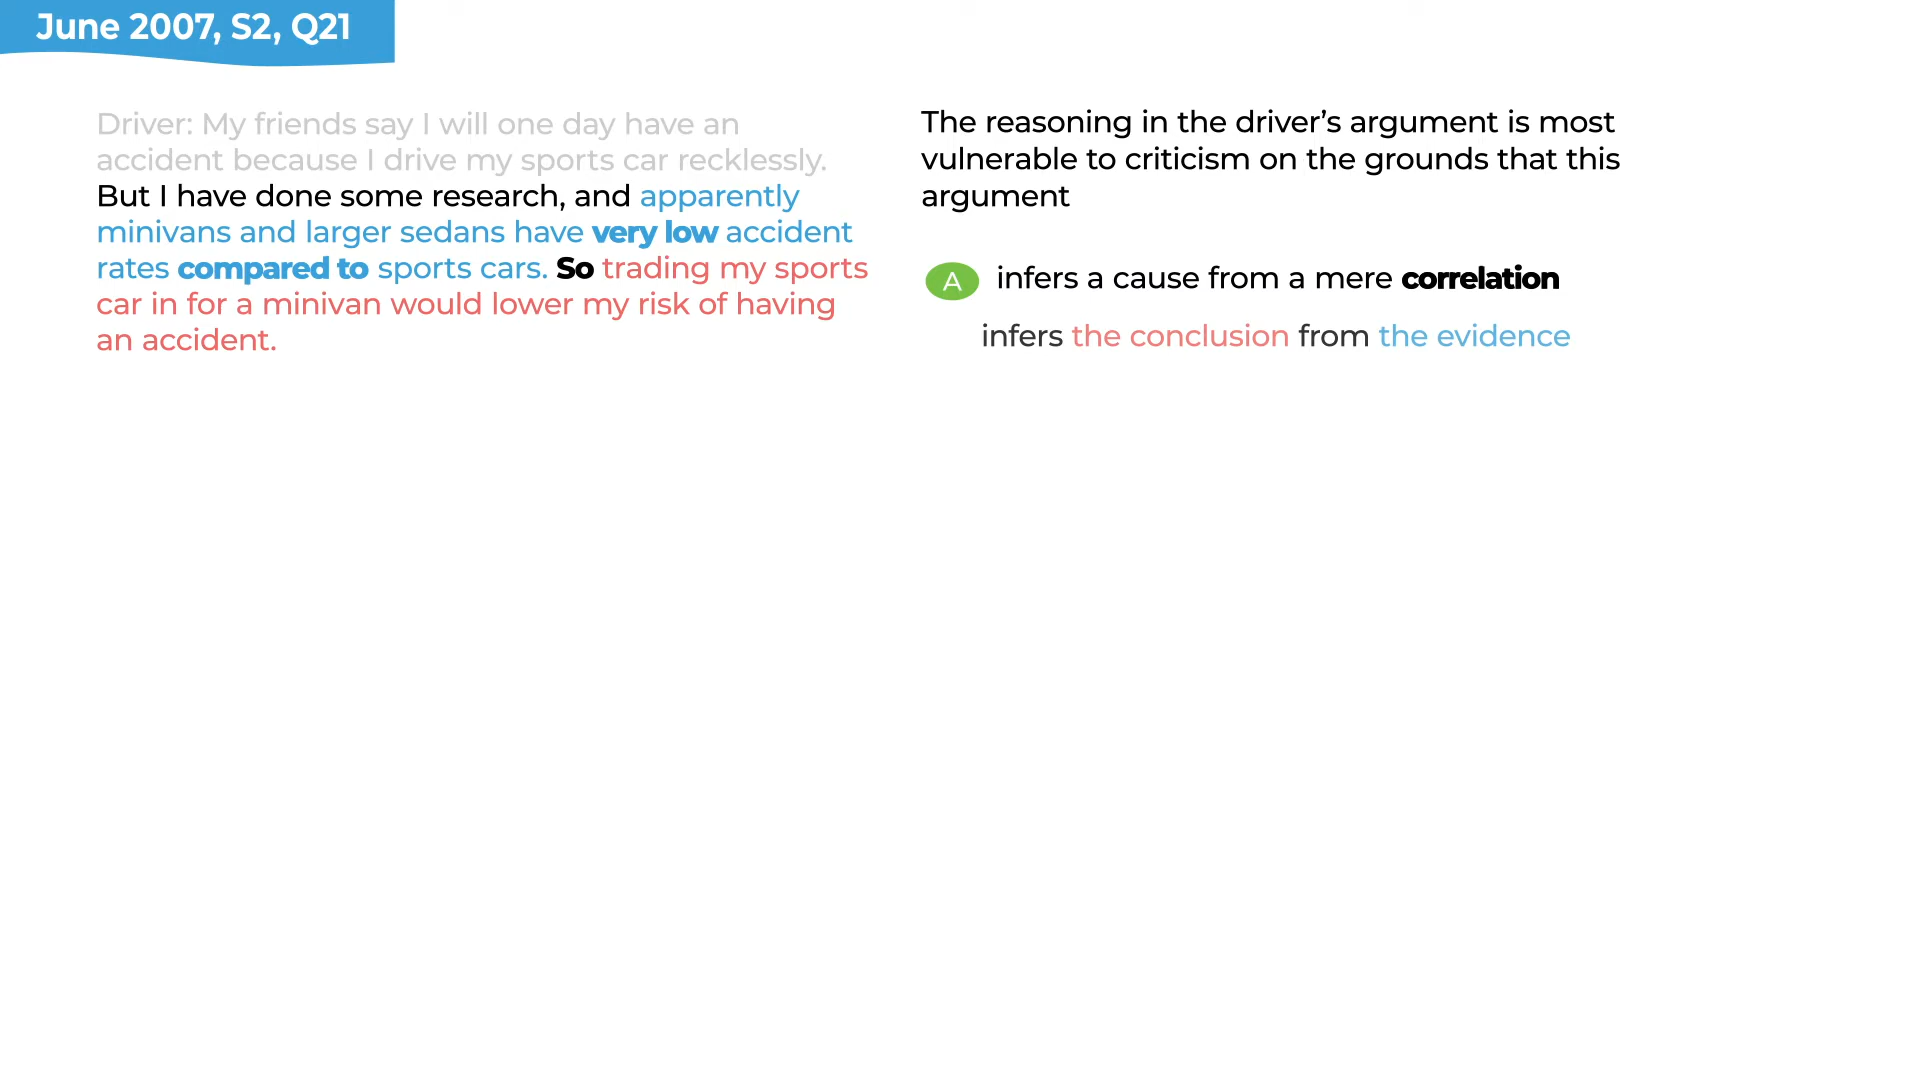 June 2007, S2, Q21
Driver: My friends say I will one day have an
accident because I drive my sports car recklessly.
But I have done some research, and apparently
minivans and larger sedans have very low accident
rates compared to sports cars. So trading my sports
car in for a minivan would lower my risk of having
an accident.
The reasoning in the driver’s argument is most
vulnerable to criticism on the grounds that this
argument
A infers a cause from a mere correlation
infers the conclusion from the evidence